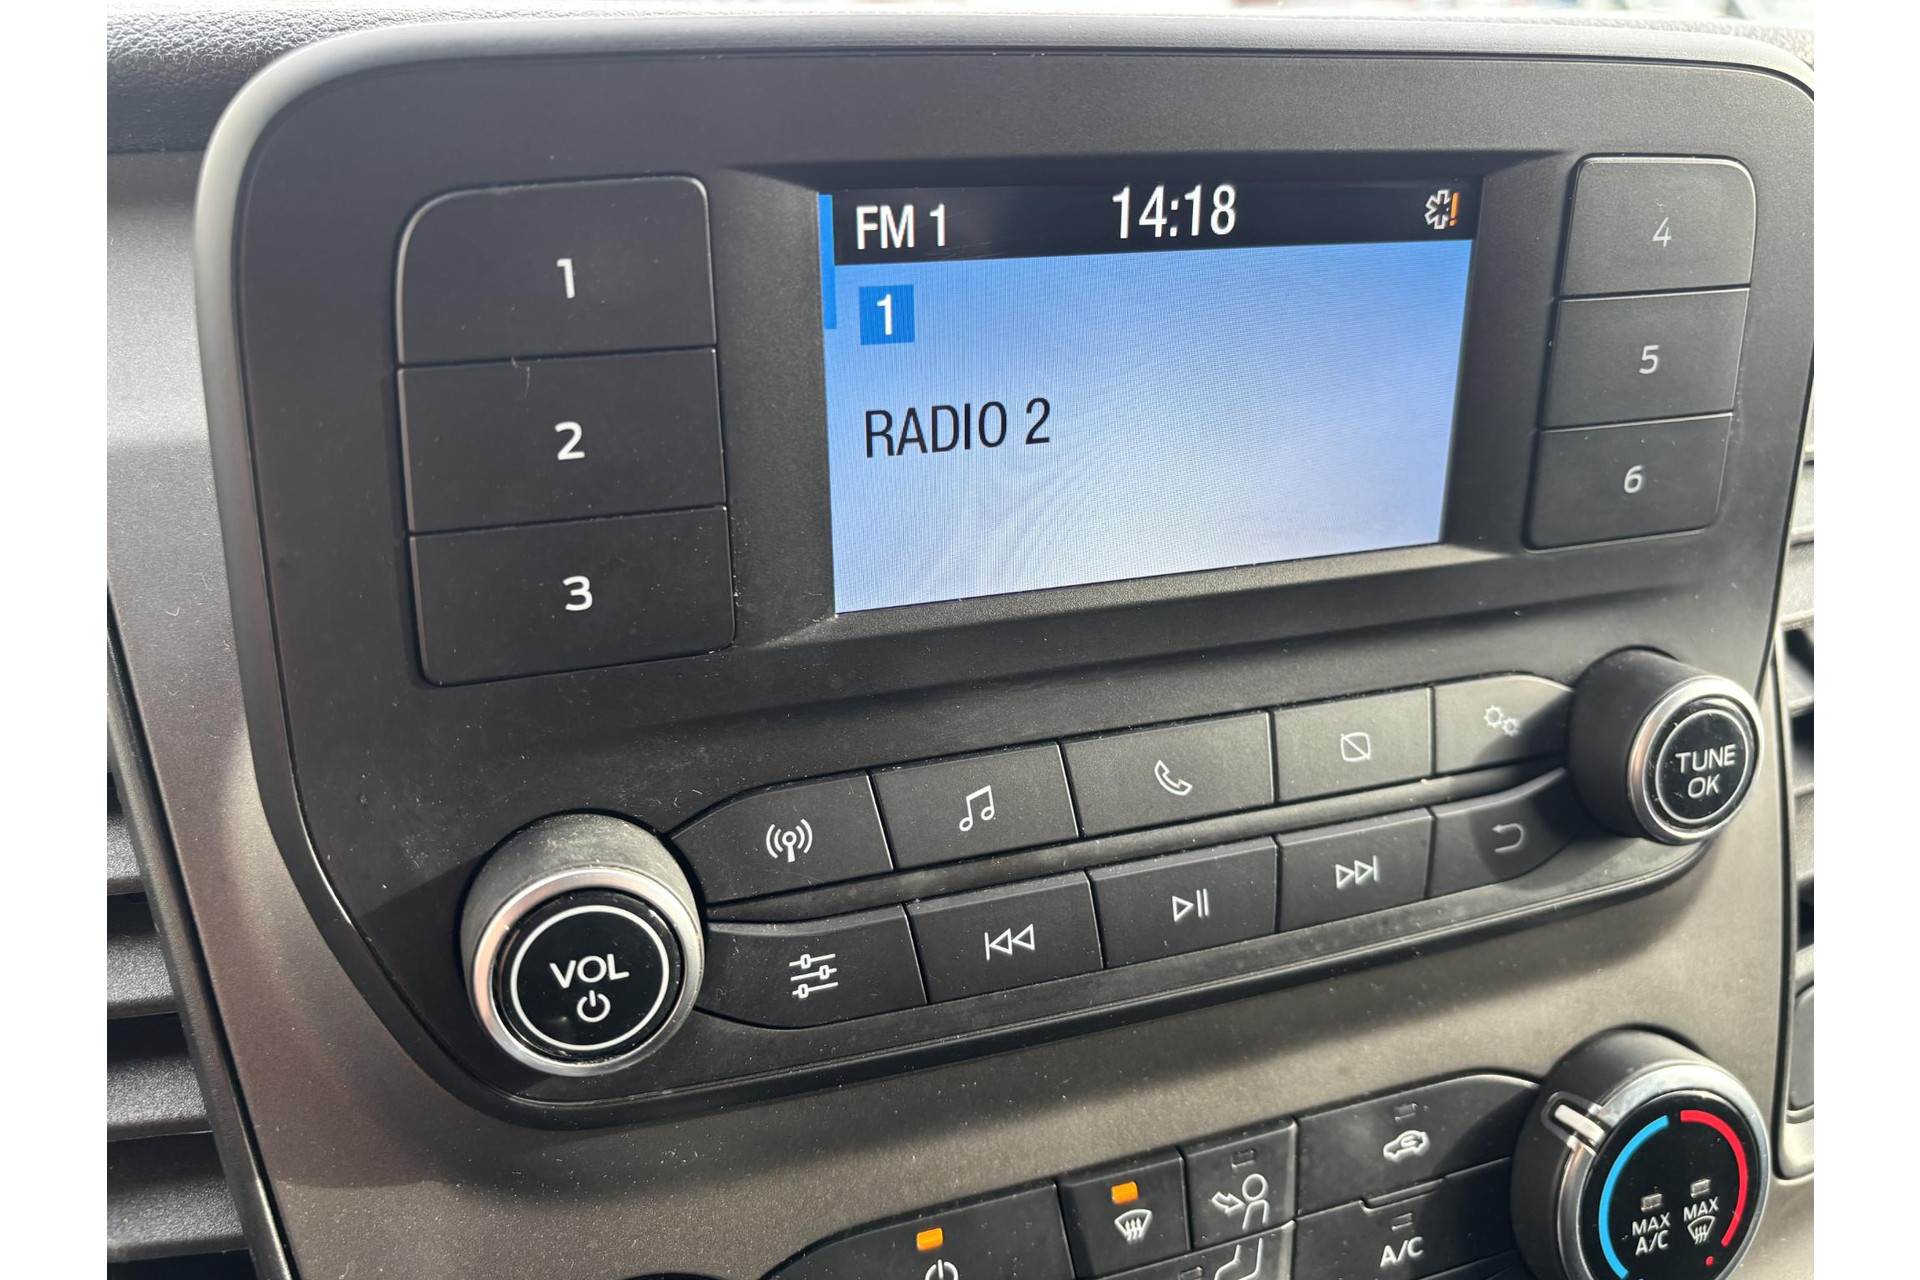 FM 1 14:18
1
RADIO 2
1
2
3
4
5
6
VOL
TUNE
OK
A/C
MAX
A/C
MAX